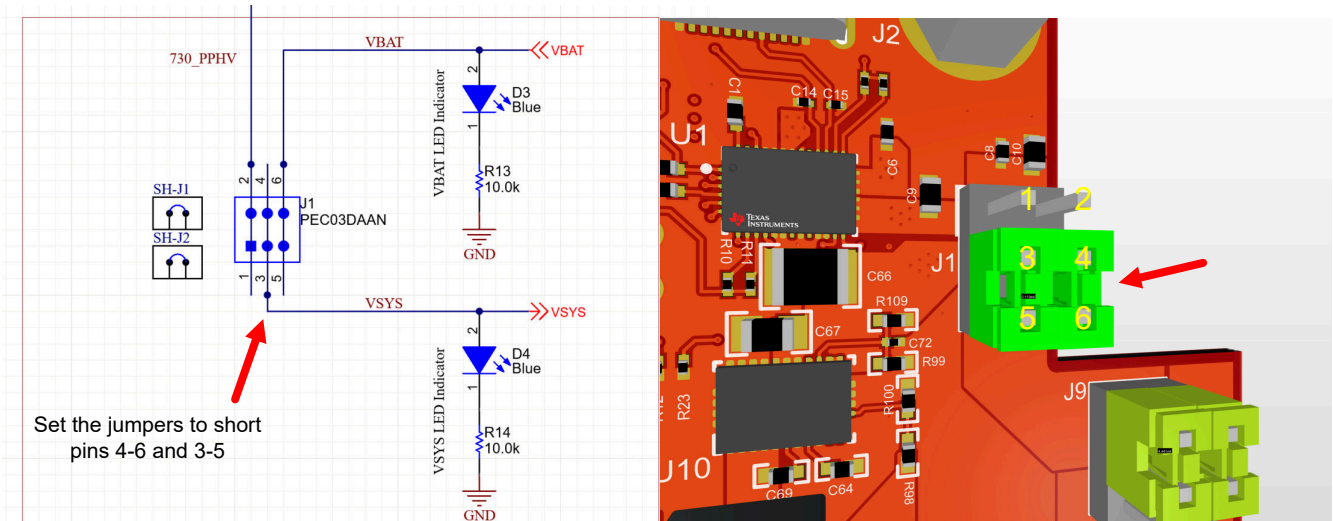 730_PPHV
VBAT
VBAT
2
D3
Blue
1
VBAT LED Indicator
R13
10.0k
GND
SH-J1
SH-J2
2
4
6
J1
PEC03DAAN
1
3
5
VSYS
VSYS
2
D4
Blue
1
VSYS LED Indicator
R14
10.0k
GND
Set the jumpers to short
pins 4-6 and 3-5
J2
C1
C14
C15
U1
C6
C8
C10
C9
TEXAS
INSTRUMENTS
R10
R11
J1
1
2
3
4
5
6
C66
R109
C67
C72
R99
R23
R100
J9
U10
C69
C64
R98